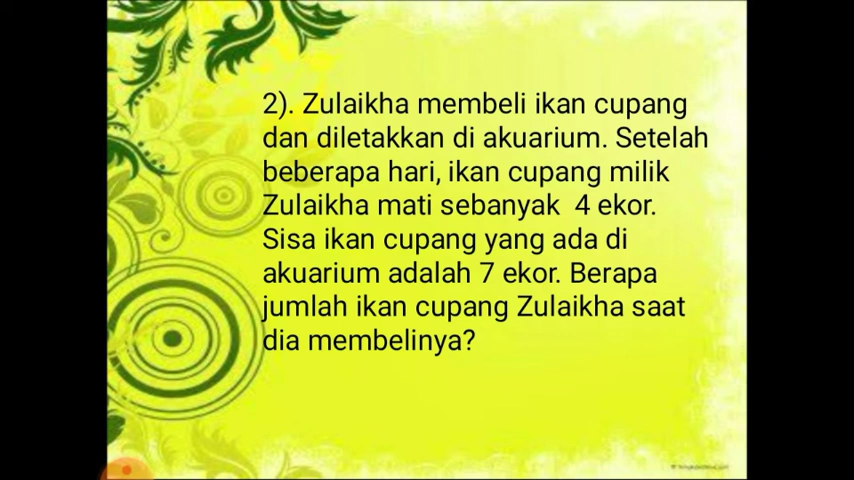 2). Zulaikha membeli ikan cupang
dan diletakkan di akuarium. Setelah
beberapa hari, ikan cupang milik
Zulaikha mati sebanyak 4 ekor.
Sisa ikan cupang yang ada di
akuarium adalah 7 ekor. Berapa
jumlah ikan cupang Zulaikha saat
dia membelinya?